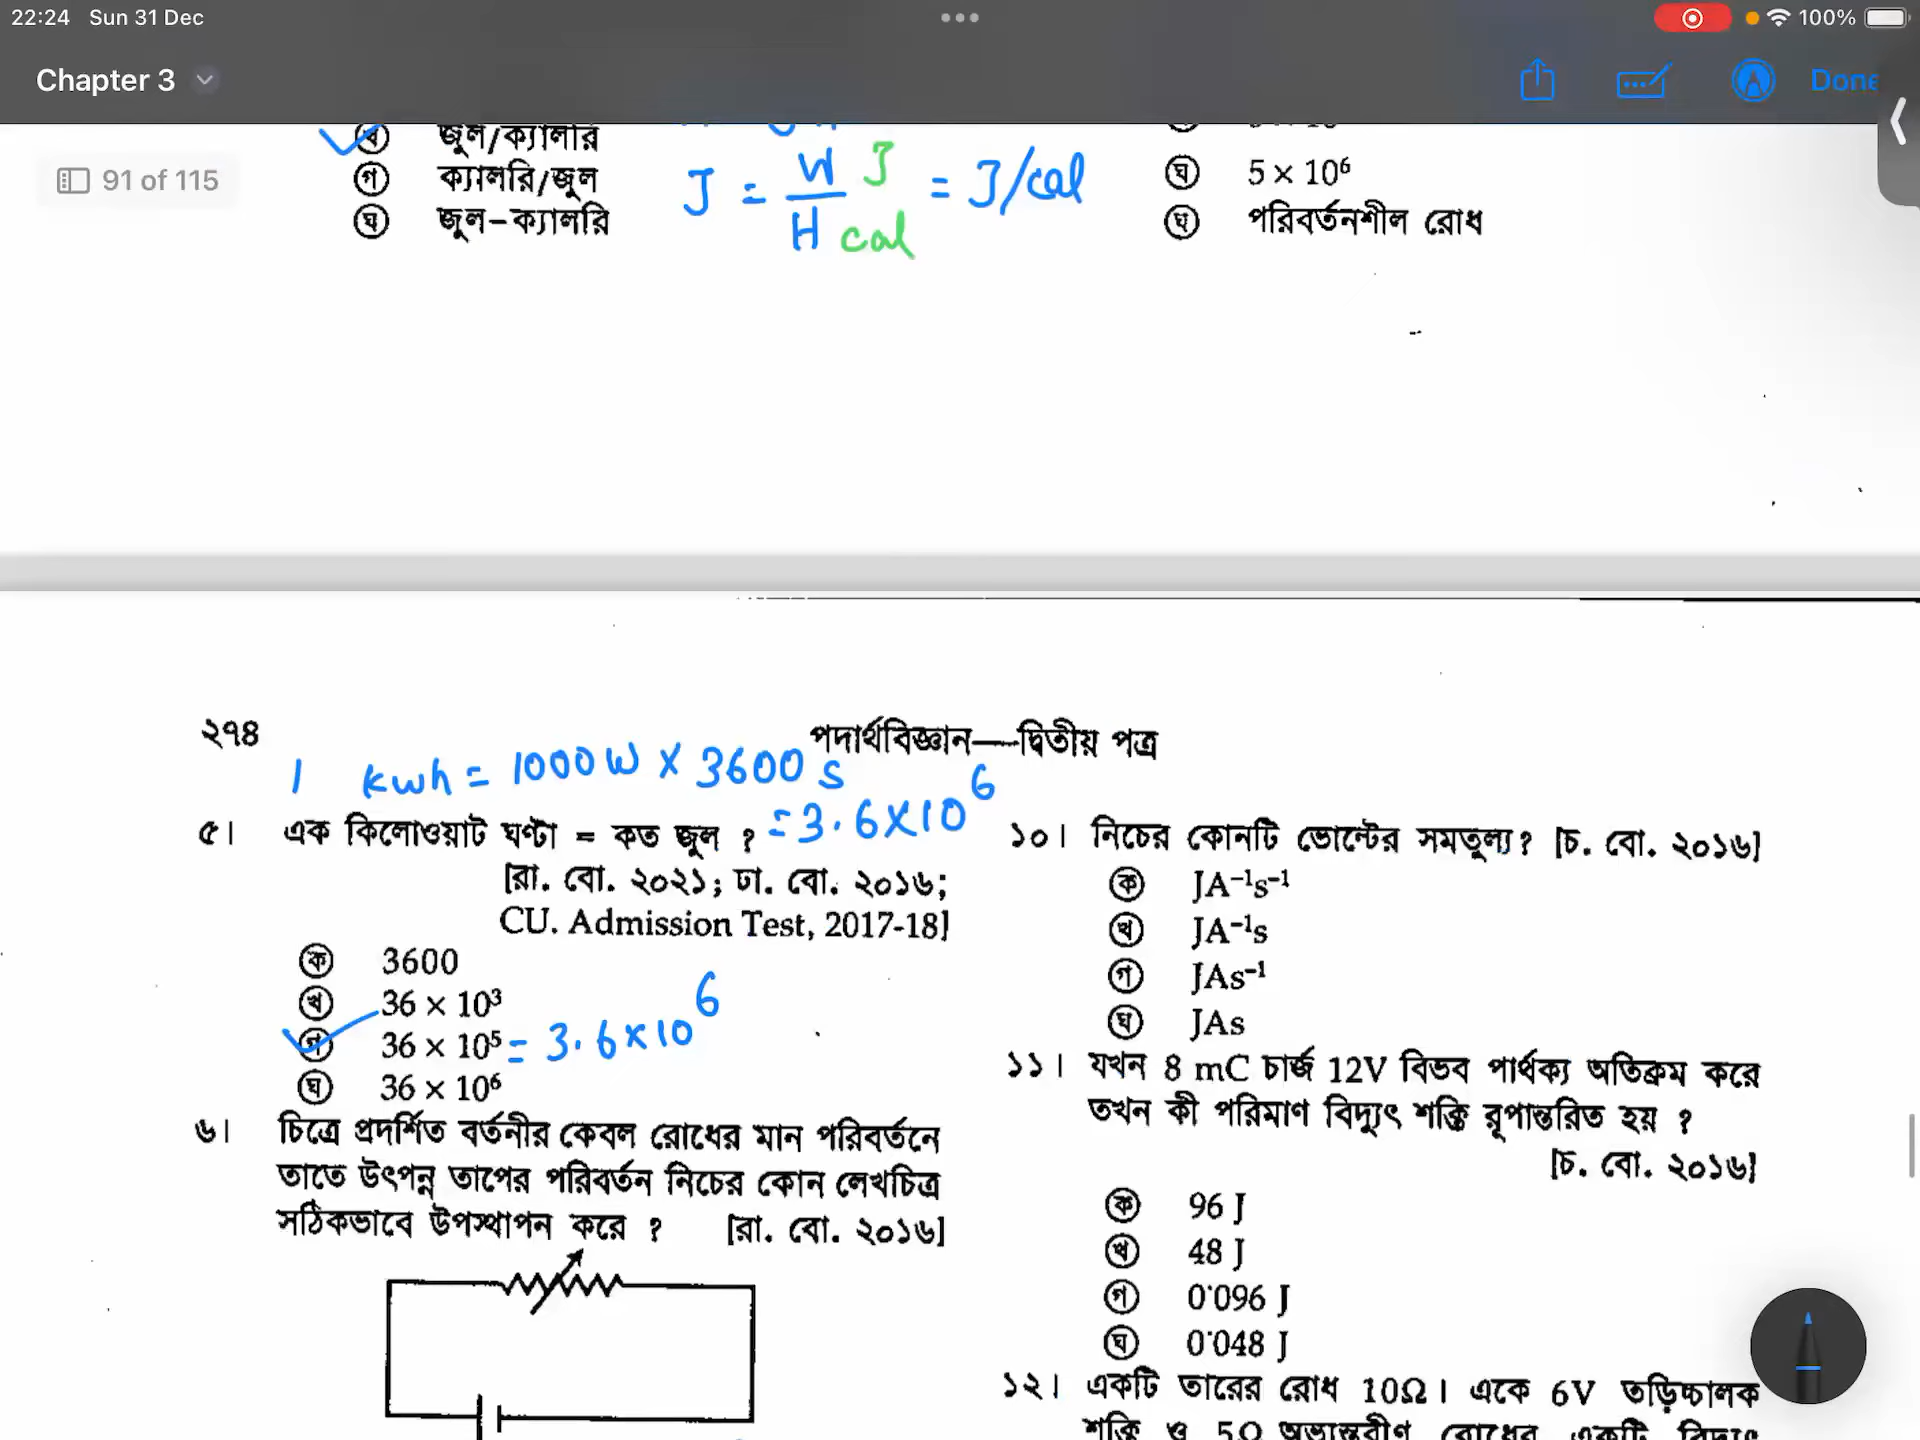 22:24 Sun 31 Dec
100%
Chapter 3
Done
91 of 115
জুল/ক্যালরি
গ ক্যালরি/জুল
ঘ জুল-ক্যালরি
J = W J / H cal = J/cal
ঘ 5 × 10⁶
ঘ পরিবর্তনশীল রোধ
২৭৪
পদার্থবিজ্ঞান—দ্বিতীয় পত্র
1 kwh = 1000 W × 3600 s
= 3.6×10⁶
৫। এক কিলোওয়াট ঘণ্টা = কত জুল ?
[রা. বো. ২০২১; ঢা. বো. ২০১৬;
CU. Admission Test, 2017-18]
ক 3600
খ 36 × 10³
গ 36 × 10⁵ = 3.6×10⁶
ঘ 36 × 10⁶
৬। চিত্রে প্রদর্শিত বর্তনীর কেবল রোধের মান পরিবর্তনে
তাতে উৎপন্ন তাপের পরিবর্তন নিচের কোন লেখচিত্র
সঠিকভাবে উপস্থাপন করে ? [রা. বো. ২০১৬]
১০। নিচের কোনটি ভোল্টের সমতুল্য? [চ. বো. ২০১৬]
ক JA⁻¹s⁻¹
খ JA⁻¹s
গ JAs⁻¹
ঘ JAs
১১। যখন 8 mC চার্জ 12V বিভব পার্থক্য অতিক্রম করে
তখন কী পরিমাণ বিদ্যুৎ শক্তি রূপান্তরিত হয় ?
[চ. বো. ২০১৬]
ক 96 J
খ 48 J
গ 0·096 J
ঘ 0·048 J
১২। একটি তারের রোধ 10Ω। একে 6V তড়িচ্চালক
শক্তি ও 5Ω অভ্যন্তরীণ রোধের একটি বিদ্যুৎ